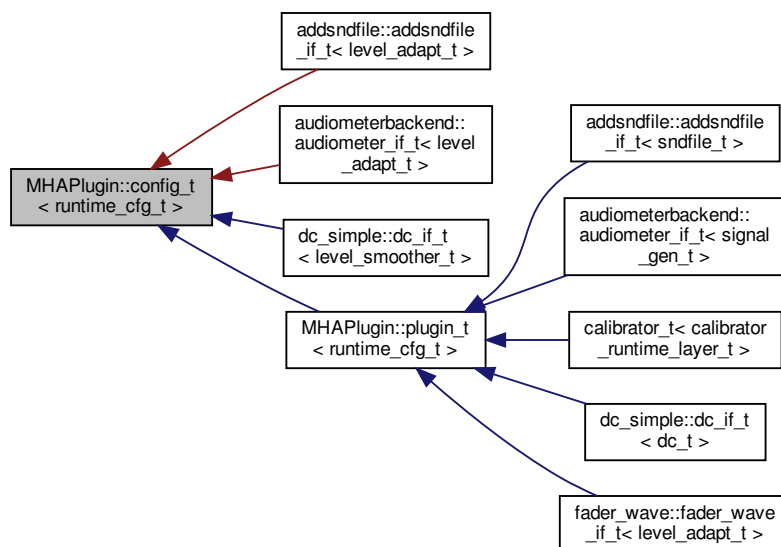 addsndfile::addsndfile
_if_t< level_adapt_t >
audiometerbackend::
audiometer_if_t< level
_adapt_t >
MHAPlugin::config_t
< runtime_cfg_t >
dc_simple::dc_if_t
< level_smoother_t >
MHAPlugin::plugin_t
< runtime_cfg_t >
addsndfile::addsndfile
_if_t< sndfile_t >
audiometerbackend::
audiometer_if_t< signal
_gen_t >
calibrator_t< calibrator
_runtime_layer_t >
dc_simple::dc_if_t
< dc_t >
fader_wave::fader_wave
_if_t< level_adapt_t >